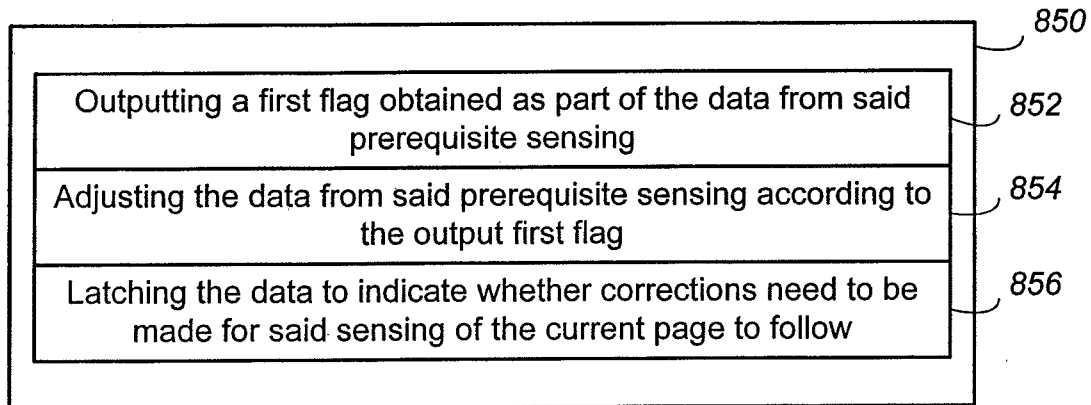 850
Outputting a first flag obtained as part of the data from said
prerequisite sensing
852
Adjusting the data from said prerequisite sensing according to
the output first flag
854
Latching the data to indicate whether corrections need to be
made for said sensing of the current page to follow
856